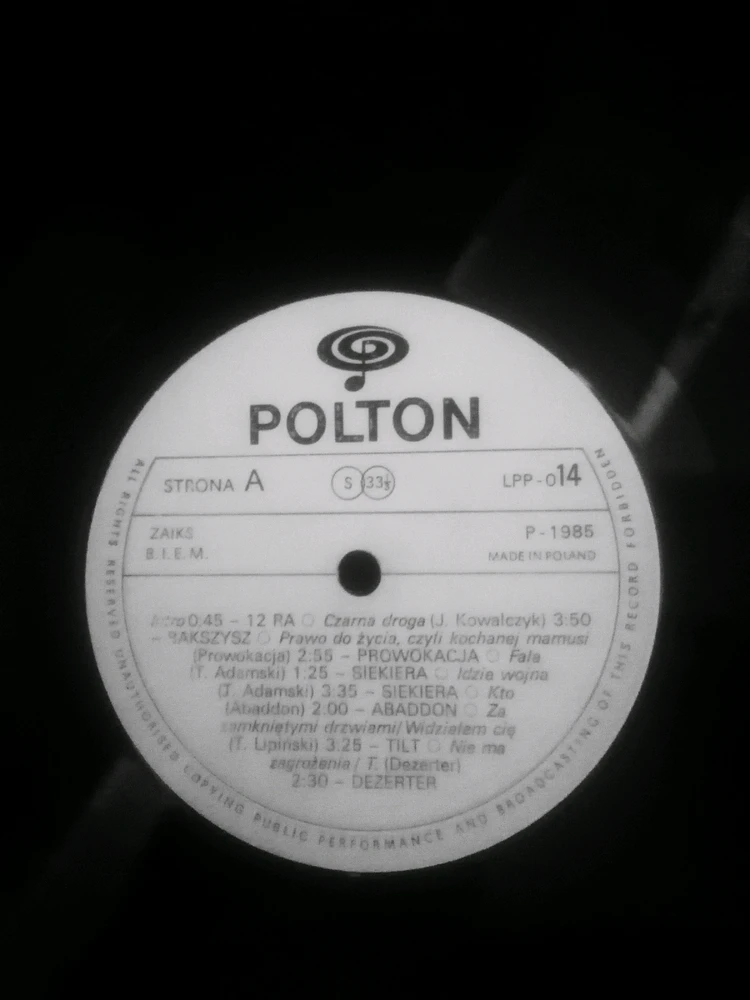 POLTON
STRONA A
S 33⅓
LPP-014
ZAIKS
B.I.E.M.
P-1985
MADE IN POLAND
Intro 0.45 – 12 RA ○ Czarna droga (J. Kowalczyk) 3:50
– BAKSZYSZ ○ Prawo do życia, czyli kochanej mamusi
(Prowokacja) 2:55 – PROWOKACJA ○ Fala
(T. Adamski) 1:25 – SIEKIERA ○ Idzie wojna
(T. Adamski) 3:35 – SIEKIERA ○ Kto
(Abaddon) 2.00 – ABADDON ○ Za
zamkniętymi drzwiami/Widziałem cię
(T. Lipiński) 3:25 – TILT ○ Nie ma
zagrożenia / T. (Dezerter)
2:30 – DEZERTER
ALL RIGHTS RESERVED UNAUTHORISED COPYING PUBLIC PERFORMANCE AND BROADCASTING OF THIS RECORD FORBIDDEN